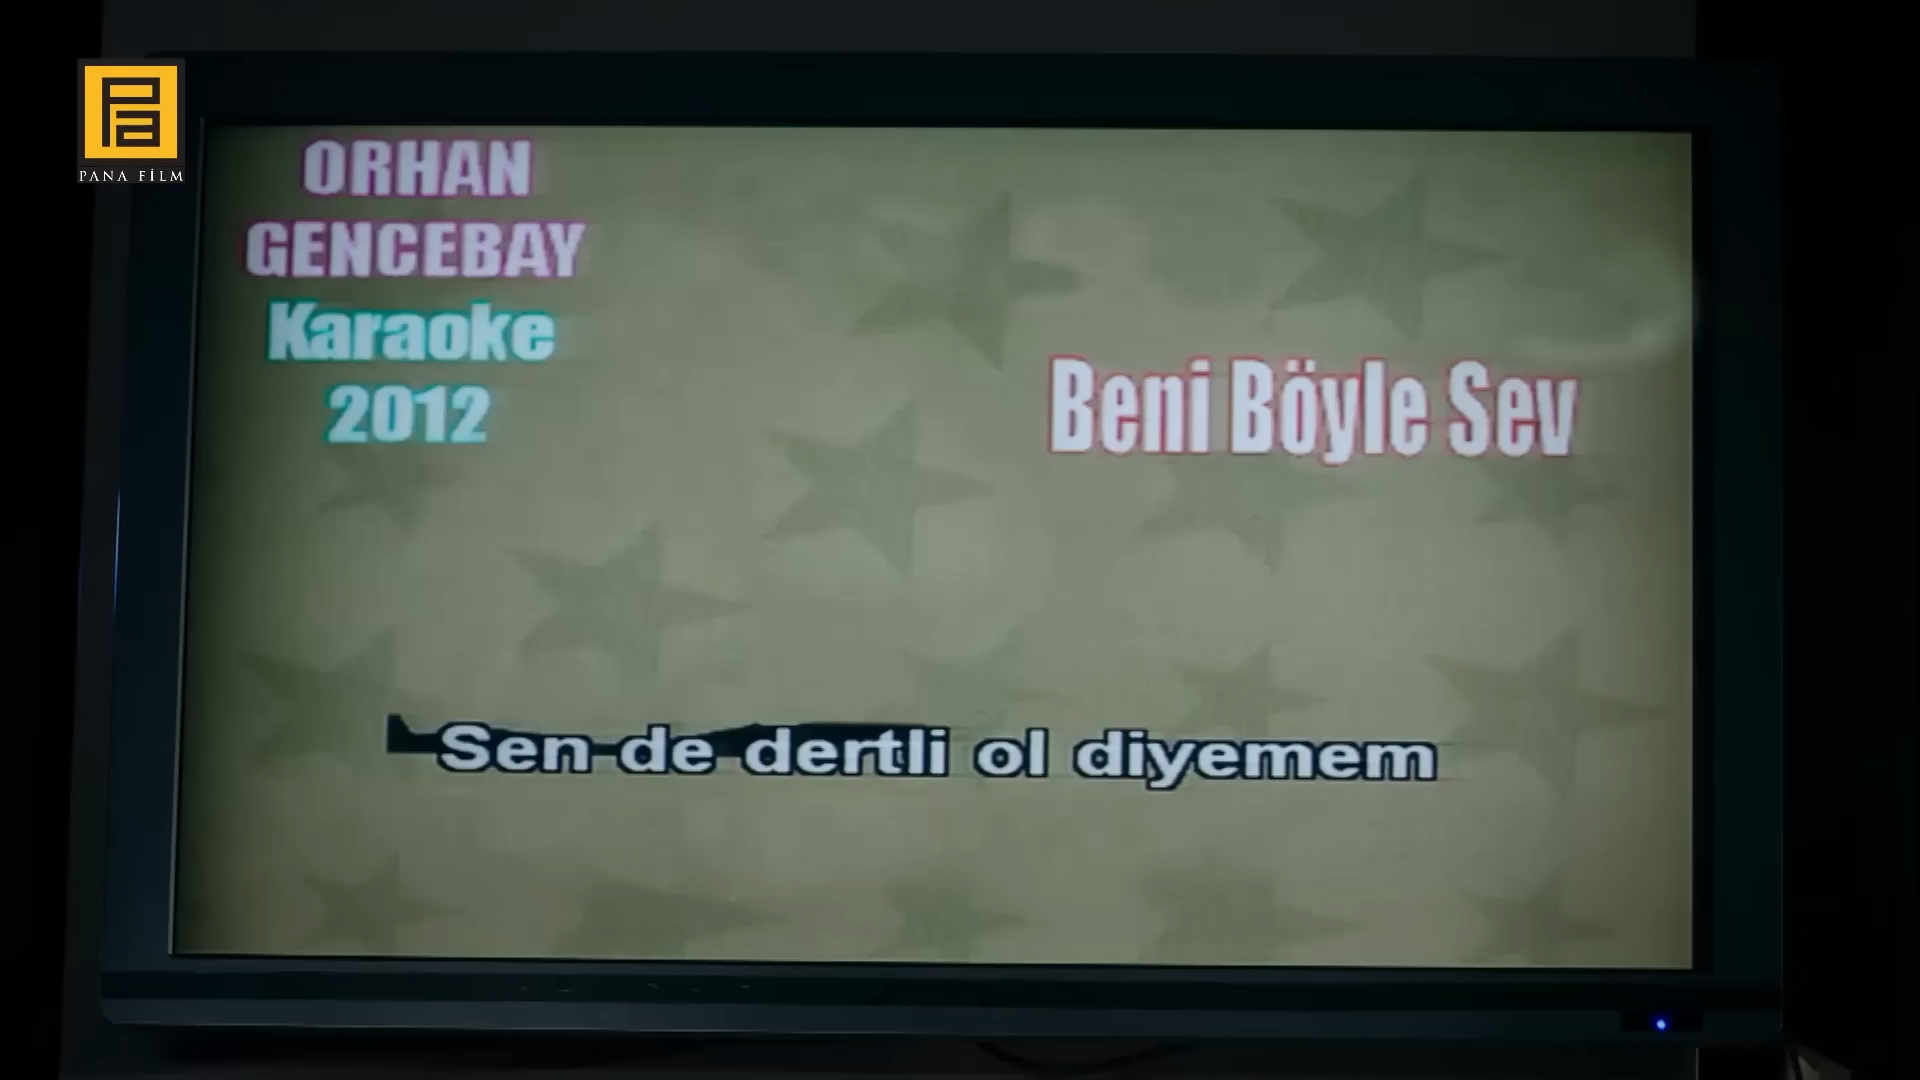 PANA FİLM
ORHAN
GENCEBAY
Karaoke
2012
Beni Böyle Sev
Sen de dertli ol diyemem